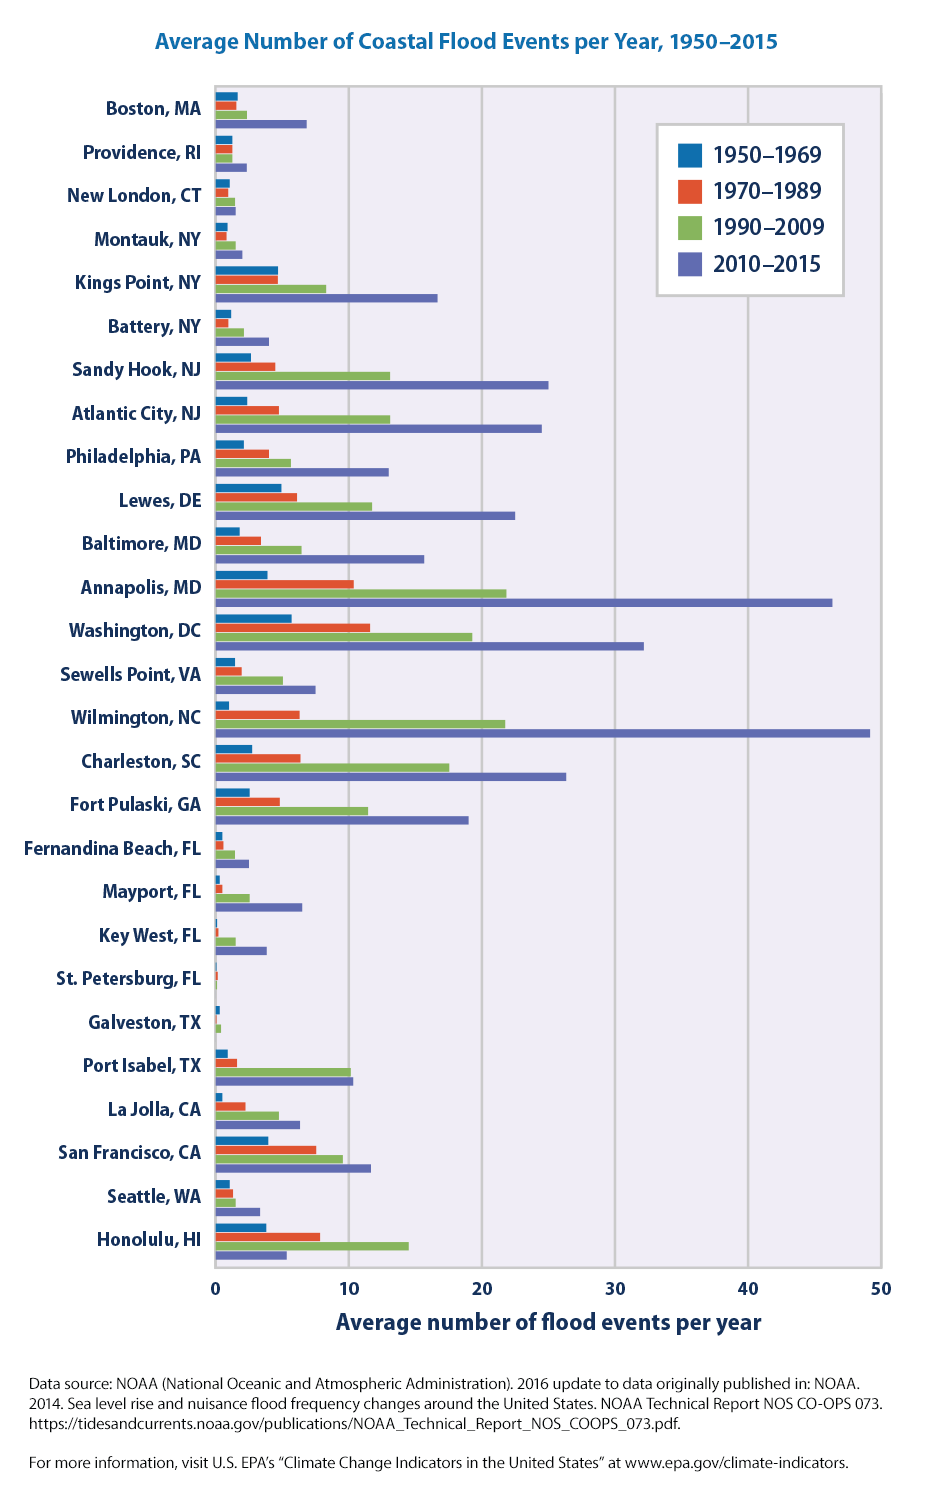 Average Number of Coastal Flood Events per Year, 1950–2015
Boston, MA
Providence, RI
New London, CT
Montauk, NY
Kings Point, NY
Battery, NY
Sandy Hook, NJ
Atlantic City, NJ
Philadelphia, PA
Lewes, DE
Baltimore, MD
Annapolis, MD
Washington, DC
Sewells Point, VA
Wilmington, NC
Charleston, SC
Fort Pulaski, GA
Fernandina Beach, FL
Mayport, FL
Key West, FL
St. Petersburg, FL
Galveston, TX
Port Isabel, TX
La Jolla, CA
San Francisco, CA
Seattle, WA
Honolulu, HI
1950–1969
1970–1989
1990–2009
2010–2015
0 10 20 30 40 50
Average number of flood events per year
Data source: NOAA (National Oceanic and Atmospheric Administration). 2016 update to data originally published in: NOAA.
2014. Sea level rise and nuisance flood frequency changes around the United States. NOAA Technical Report NOS CO-OPS 073.
https://tidesandcurrents.noaa.gov/publications/NOAA_Technical_Report_NOS_COOPS_073.pdf.
For more information, visit U.S. EPA’s “Climate Change Indicators in the United States” at www.epa.gov/climate-indicators.